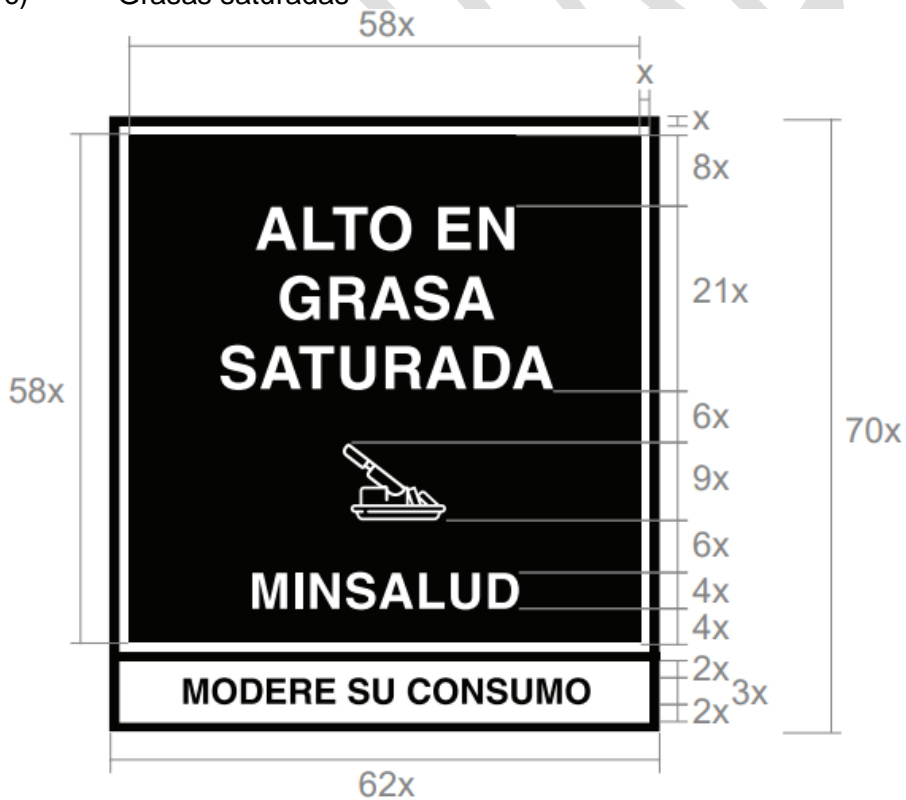 c) Grasas saturadas
58x
x
x
8x
ALTO EN
GRASA
SATURADA
21x
58x
6x
70x
9x
6x
MINSALUD
4x
4x
2x
MODERE SU CONSUMO
3x
2x
62x